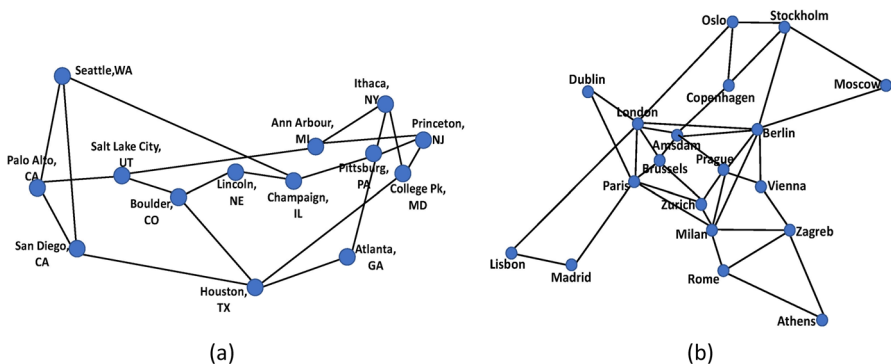 Seattle,WA
Ithaca,
NY
Ann Arbour,
MI
Princeton,
NJ
Salt Lake City,
UT
Palo Alto,
CA
Lincoln,
NE
Pittsburg,
PA
Boulder,
CO
Champaign,
IL
College Pk,
MD
San Diego,
CA
Atlanta,
GA
Houston,
TX
(a)
Oslo
Stockholm
Dublin
Copenhagen
Moscow
London
Amsdam
Berlin
Brussels
Prague
Paris
Vienna
Zurich
Milan
Zagreb
Lisbon
Madrid
Rome
Athens
(b)